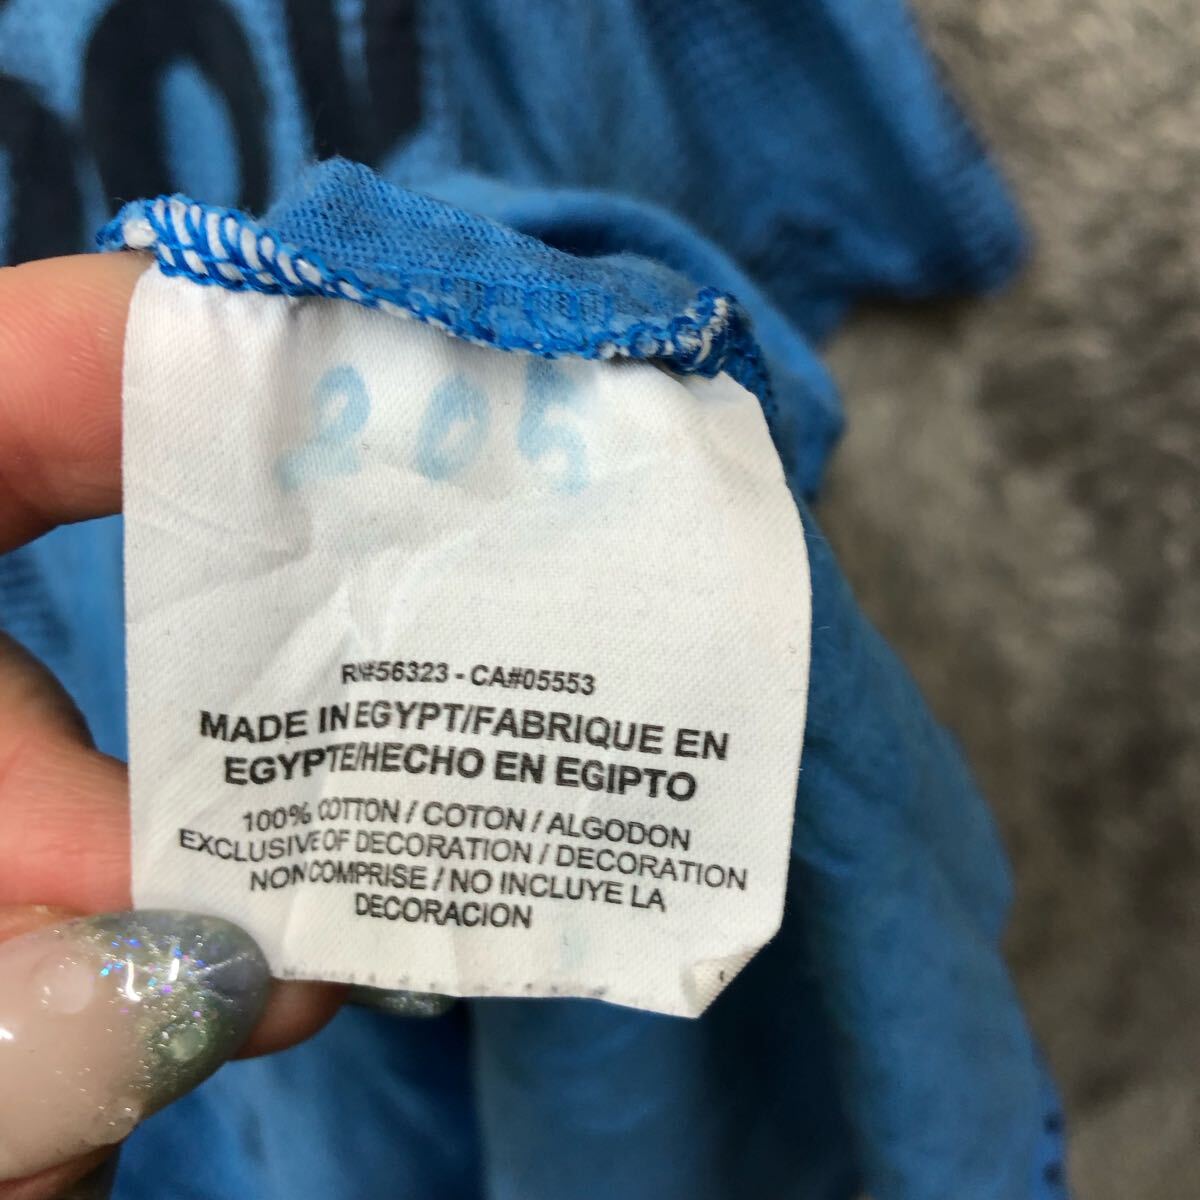 205
RN#56323 - CA#05553
MADE IN EGYPT/FABRIQUE EN
EGYPTE/HECHO EN EGIPTO
100% COTTON / COTON / ALGODON
EXCLUSIVE OF DECORATION / DECORATION
NON COMPRISE / NO INCLUYE LA
DECORACION